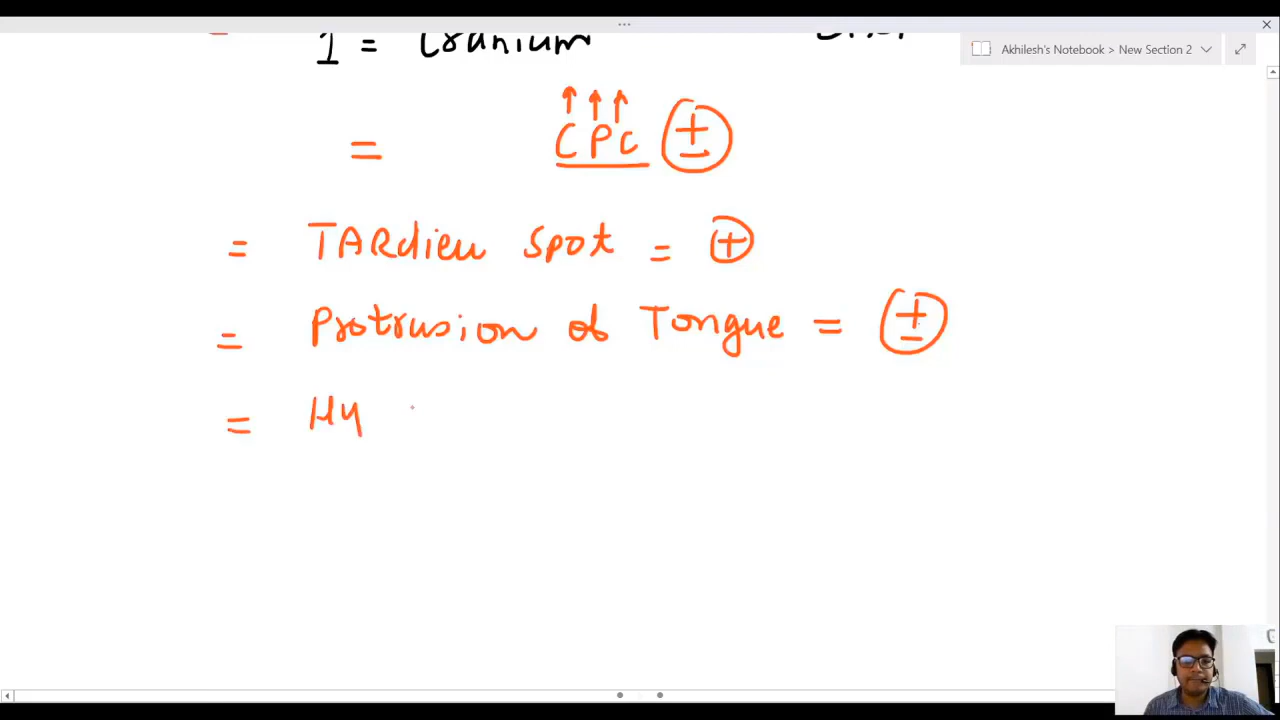 Akhilesh's Notebook > New Section 2
I = Cranium
= CPC ±
= TARdieu spot = +
= Protrusion of Tongue = ±
= Hy